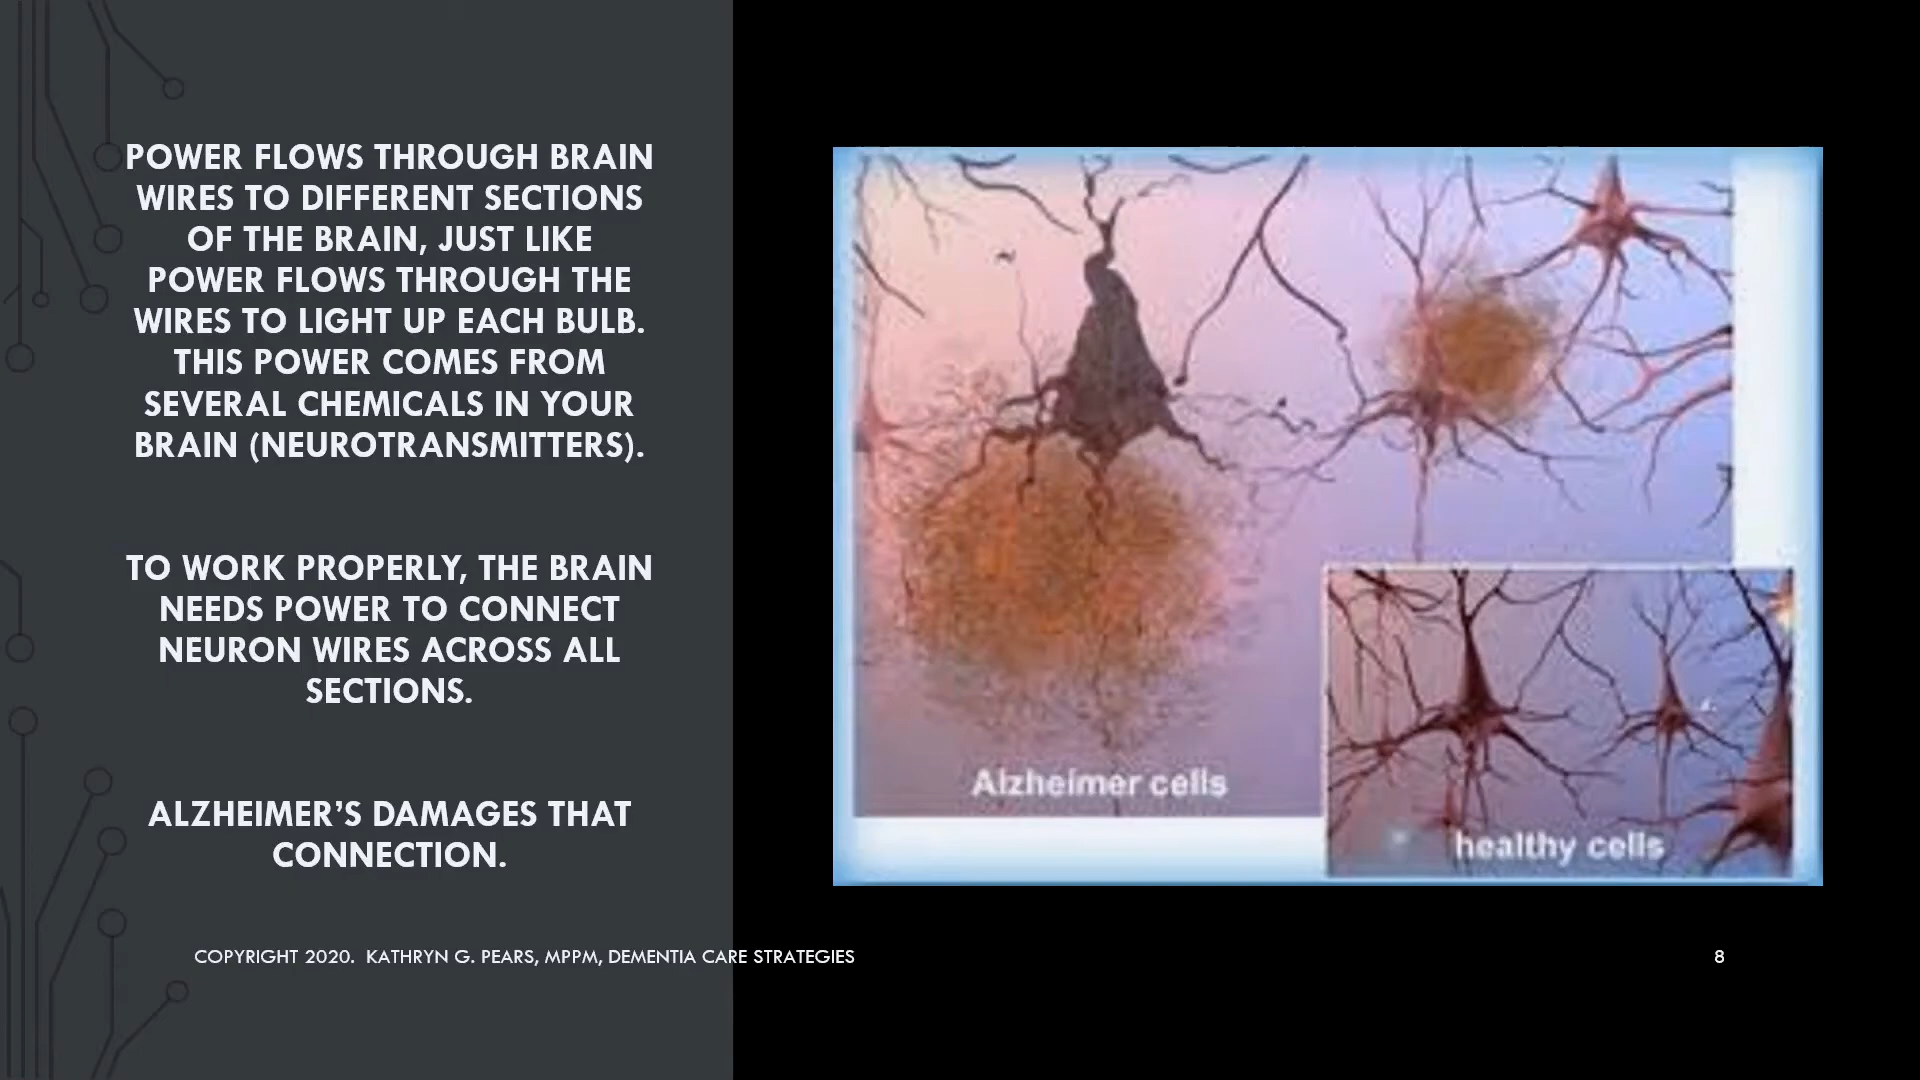 POWER FLOWS THROUGH BRAIN
WIRES TO DIFFERENT SECTIONS
OF THE BRAIN, JUST LIKE
POWER FLOWS THROUGH THE
WIRES TO LIGHT UP EACH BULB.
THIS POWER COMES FROM
SEVERAL CHEMICALS IN YOUR
BRAIN (NEUROTRANSMITTERS).
TO WORK PROPERLY, THE BRAIN
NEEDS POWER TO CONNECT
NEURON WIRES ACROSS ALL
SECTIONS.
ALZHEIMER’S DAMAGES THAT
CONNECTION.
Alzheimer cells
healthy cells
COPYRIGHT 2020. KATHRYN G. PEARS, MPPM, DEMENTIA CARE STRATEGIES
8